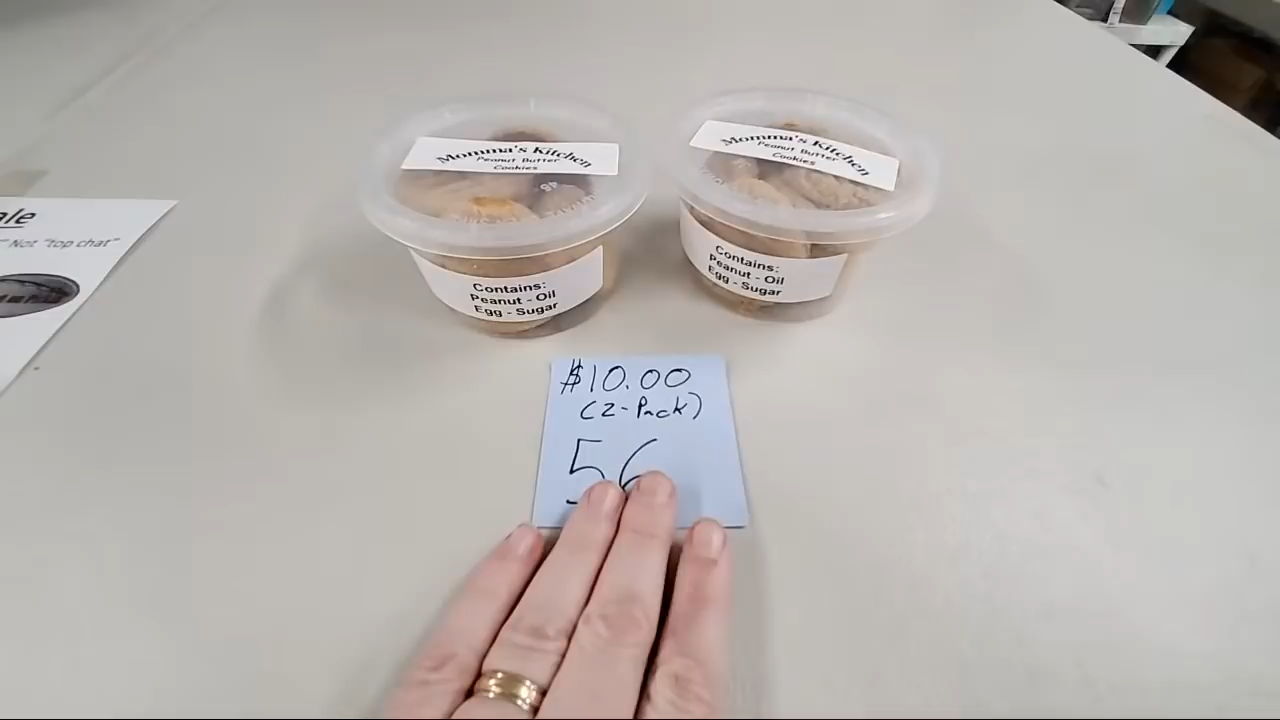 ale
" Not "top chat"
Momma's Kitchen
Peanut Butter
Cookies
Contains:
Peanut - Oil
Egg - Sugar
Momma's Kitchen
Peanut Butter
Cookies
Contains:
Peanut - Oil
Egg - Sugar
$10.00
(2-Pack)
56